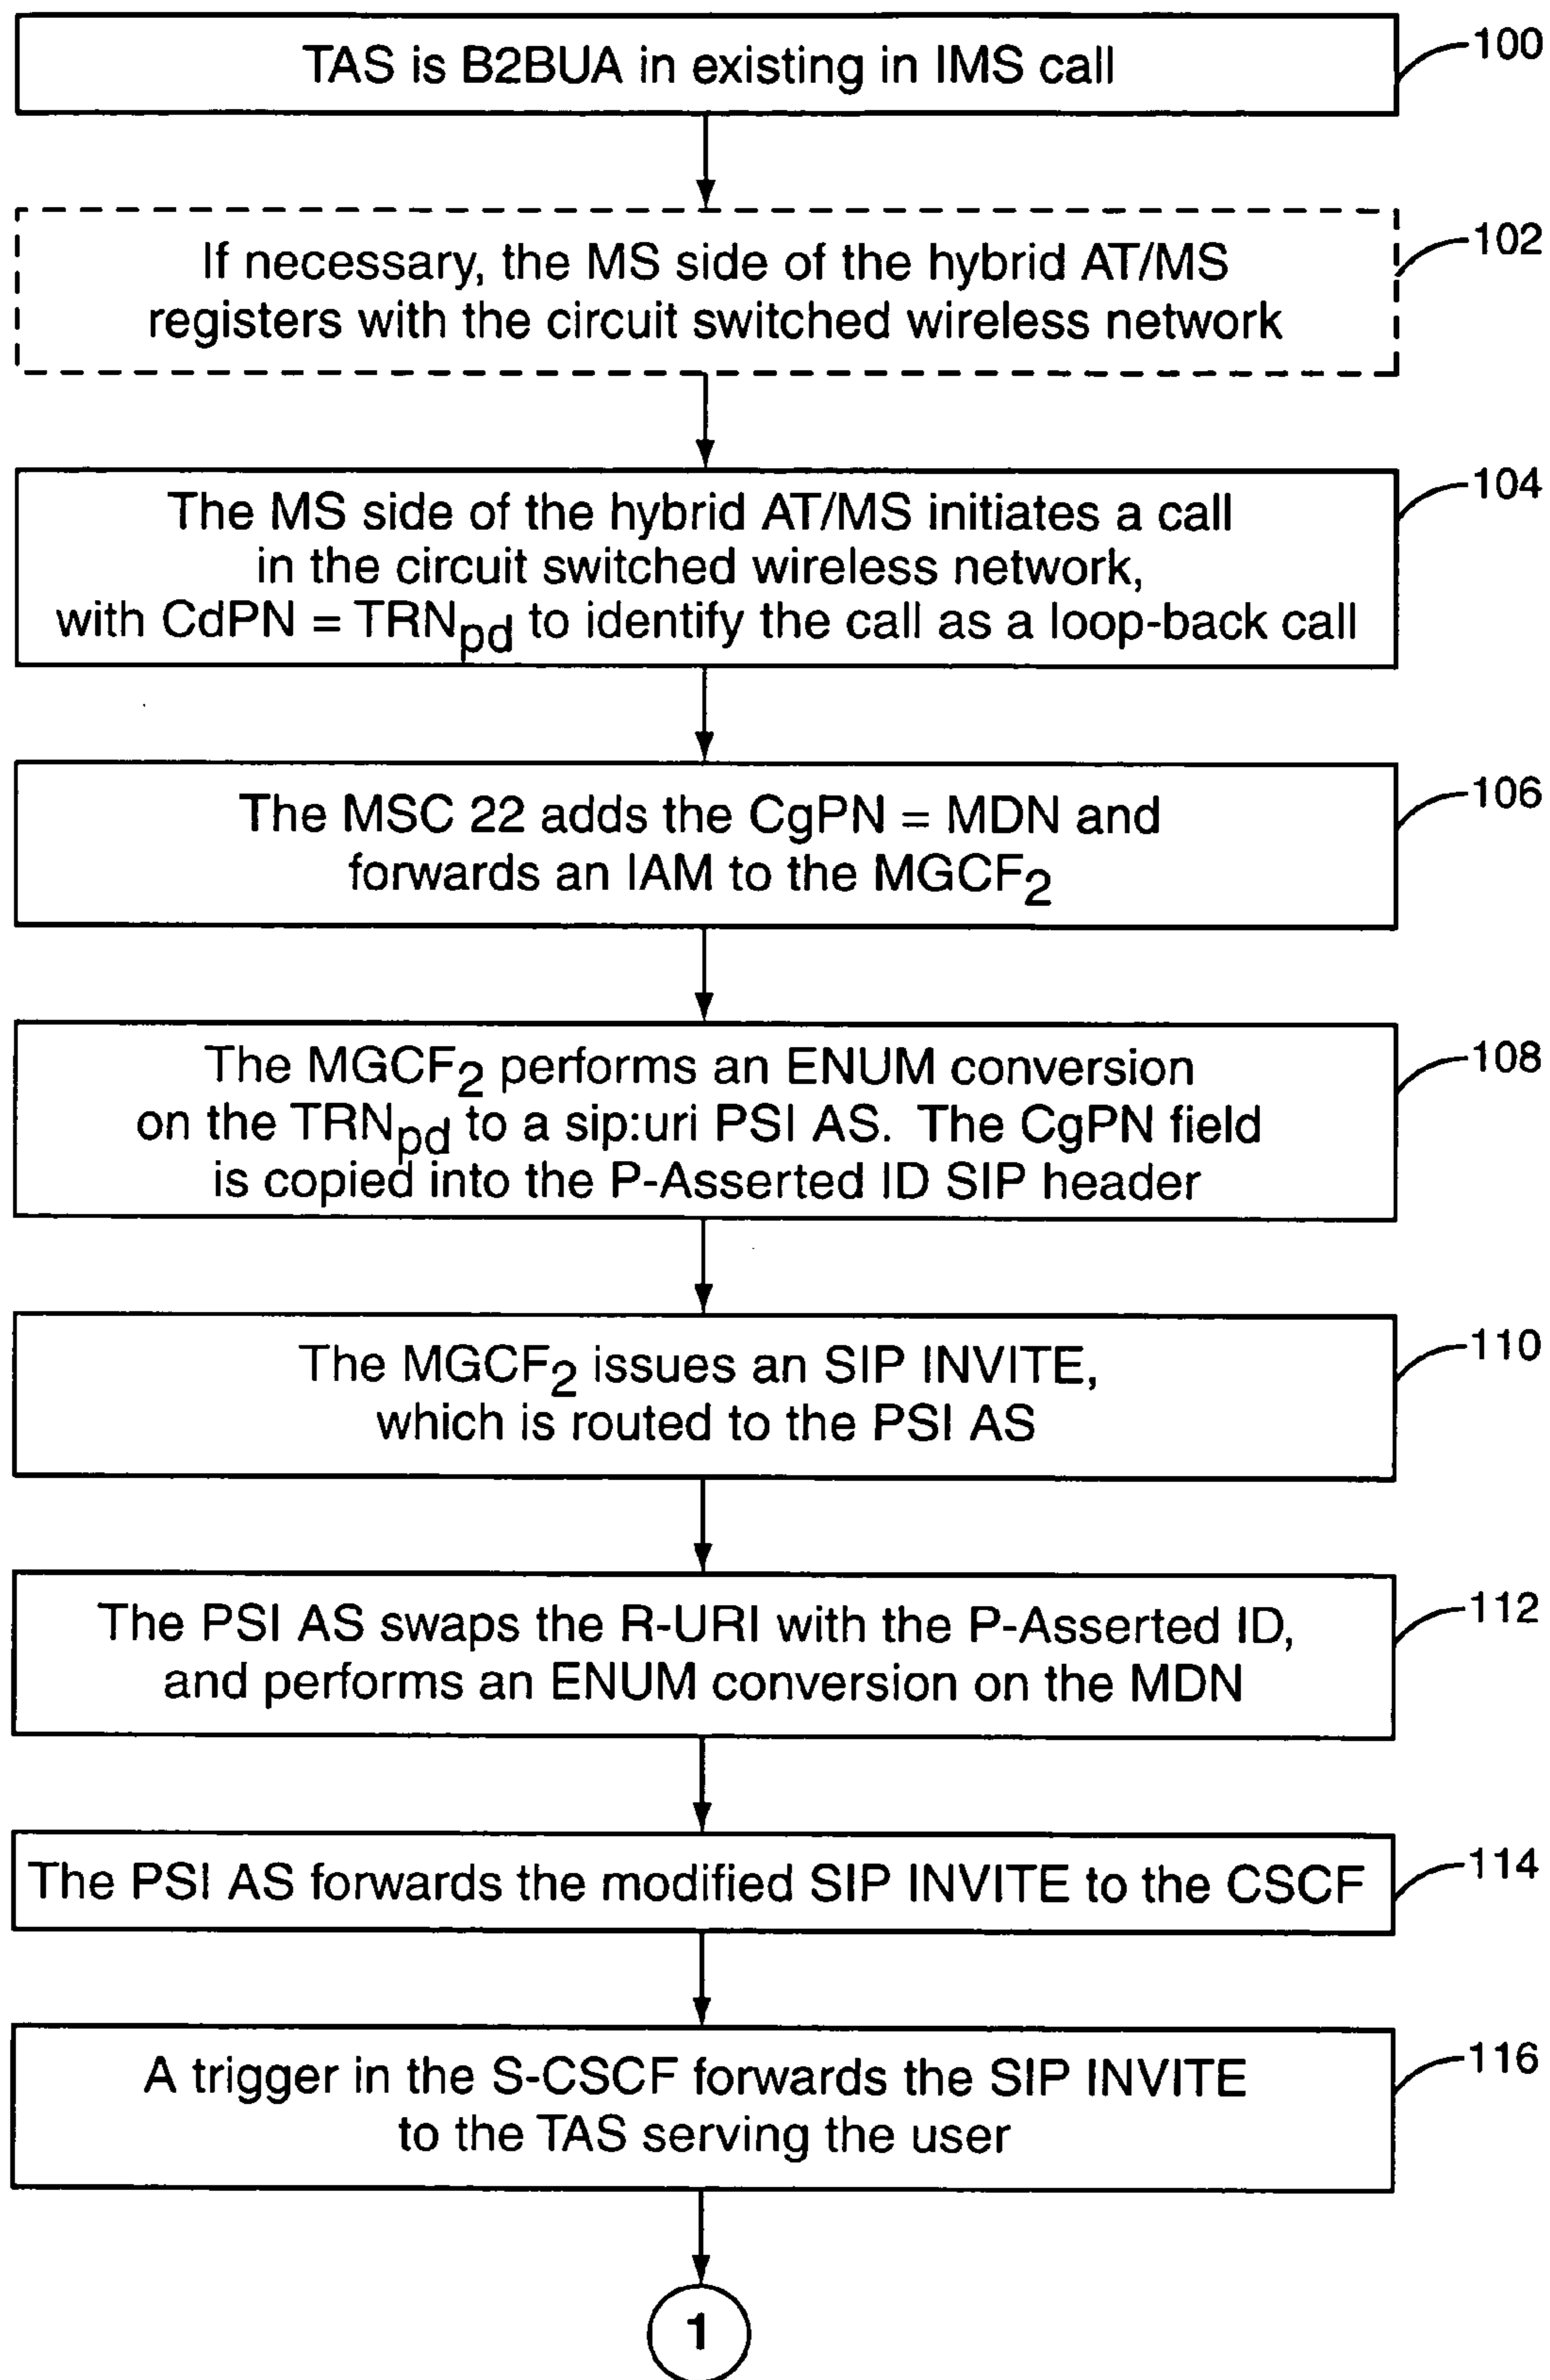 TAS is B2BUA in existing in IMS call
100
If necessary, the MS side of the hybrid AT/MS
registers with the circuit switched wireless network
102
The MS side of the hybrid AT/MS initiates a call
in the circuit switched wireless network,
with CdPN = TRNpd to identify the call as a loop-back call
104
The MSC 22 adds the CgPN = MDN and
forwards an IAM to the MGCF2
106
The MGCF2 performs an ENUM conversion
on the TRNpd to a sip:uri PSI AS. The CgPN field
is copied into the P-Asserted ID SIP header
108
The MGCF2 issues an SIP INVITE,
which is routed to the PSI AS
110
The PSI AS swaps the R-URI with the P-Asserted ID,
and performs an ENUM conversion on the MDN
112
The PSI AS forwards the modified SIP INVITE to the CSCF
114
A trigger in the S-CSCF forwards the SIP INVITE
to the TAS serving the user
116
1